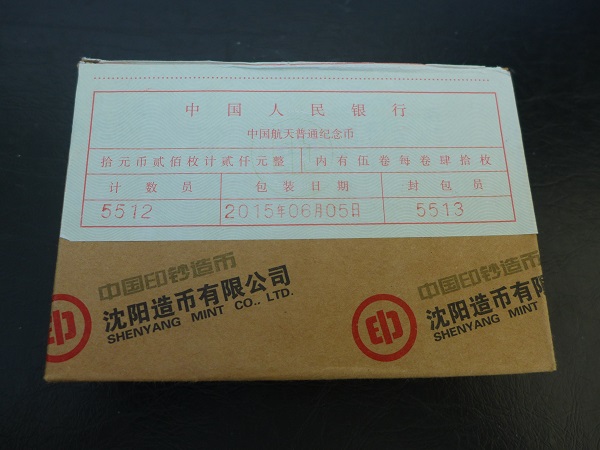 中国人民银行
中国航天普通纪念币
拾元币贰佰枚计贰仟元整 内有伍卷每卷肆拾枚
计数员 包装日期 封包员
5512 2015年06月05日 5513
中国印钞造币
沈阳造币有限公司
SHENYANG MINT CO., LTD.
中国印钞造币
沈阳造币有限
SHENYANG MINT